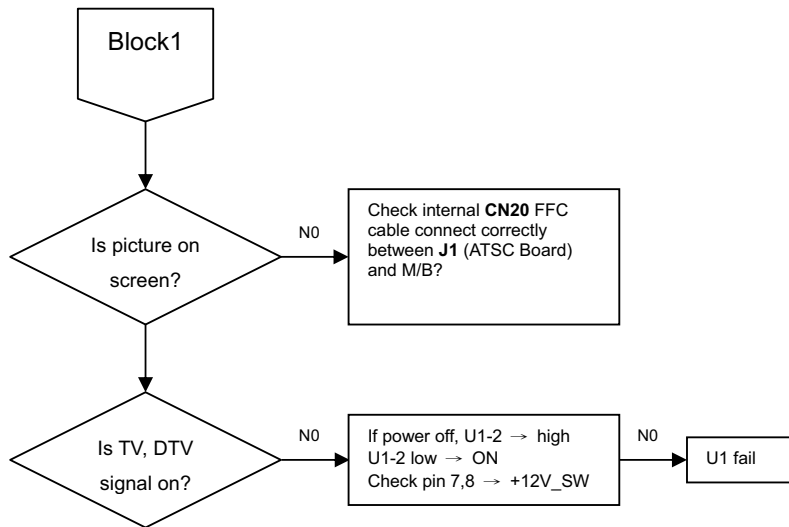 Block1
Is picture on
screen?
N0
Check internal CN20 FFC
cable connect correctly
between J1 (ATSC Board)
and M/B?
Is TV, DTV
signal on?
N0
If power off, U1-2 → high
U1-2 low → ON
Check pin 7,8 → +12V_SW
N0
U1 fail